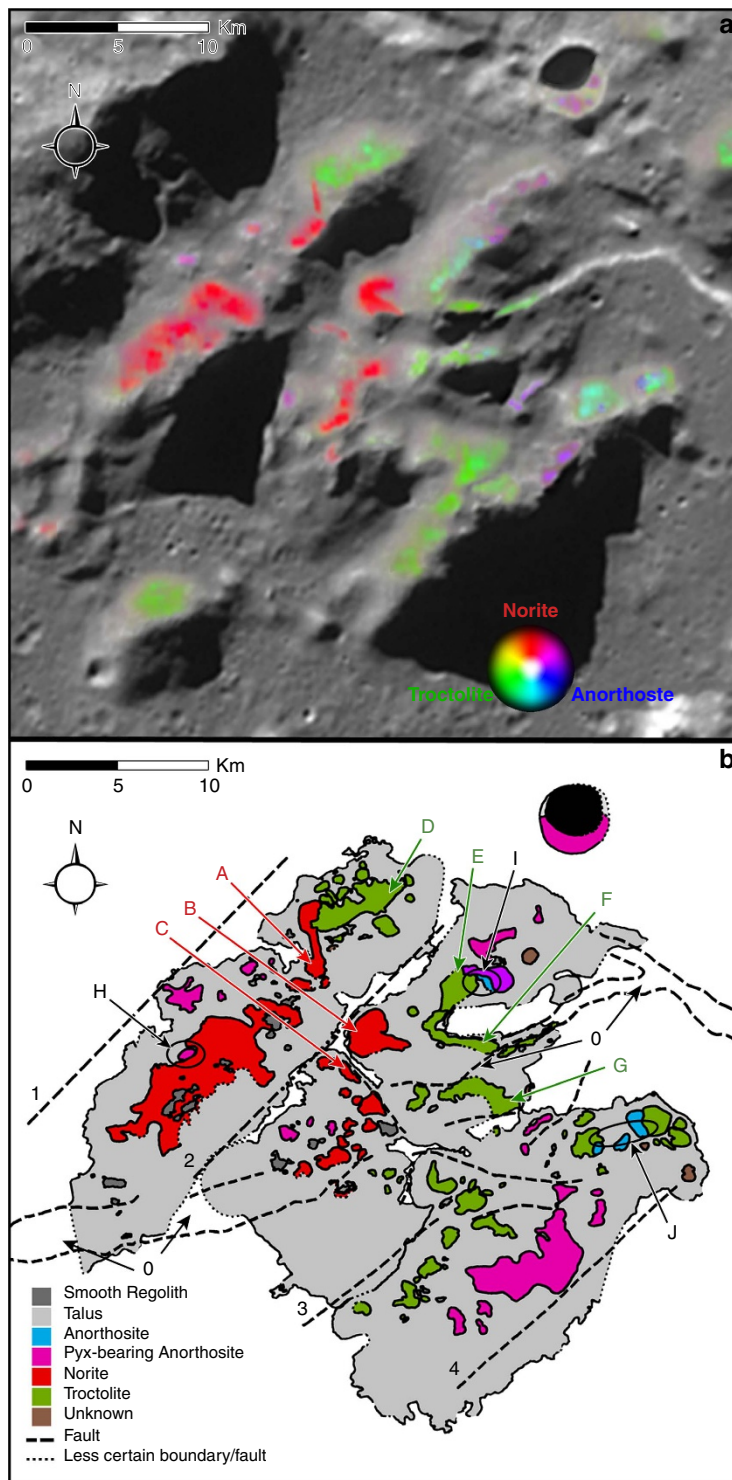 Km
0 5 10
a
N
Norite
Troctolite
Anorthoste
b
Km
0 5 10
N
D
E
I
A
F
B
C
H
0
G
1
2
J
0
3
4
Smooth Regolith
Talus
Anorthosite
Pyx-bearing Anorthosite
Norite
Troctolite
Unknown
Fault
Less certain boundary/fault